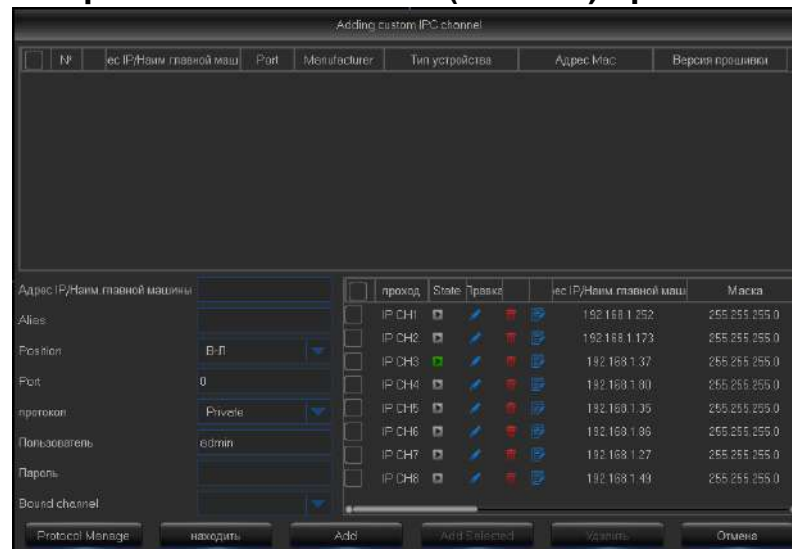 Adding custom IPC channel
№ ес IP/Наим главной маш Port Manufacturer Тип устройства Адрес Mac Версия прошивки
Адрес IP/Наим.главной машины
Alies
Position В-Л
Port 0
протокол Private
Пользователь admin
Пароль
Bound channel
проход State Правка ес IP/Наим главной маш Маска
IP CH1 192.168.1.252 255.255.255.0
IP CH2 192.168.1.173 255.255.255.0
IP CH3 192.168.1.37 255.255.255.0
IP CH4 192.168.1.80 255.255.255.0
IP CH5 192.168.1.35 255.255.255.0
IP CH6 192.168.1.86 255.255.255.0
IP CH7 192.168.1.27 255.255.255.0
IP CH8 192.168.1.49 255.255.255.0
Protocol Manage находить Add Add Selected Удалить Отмена